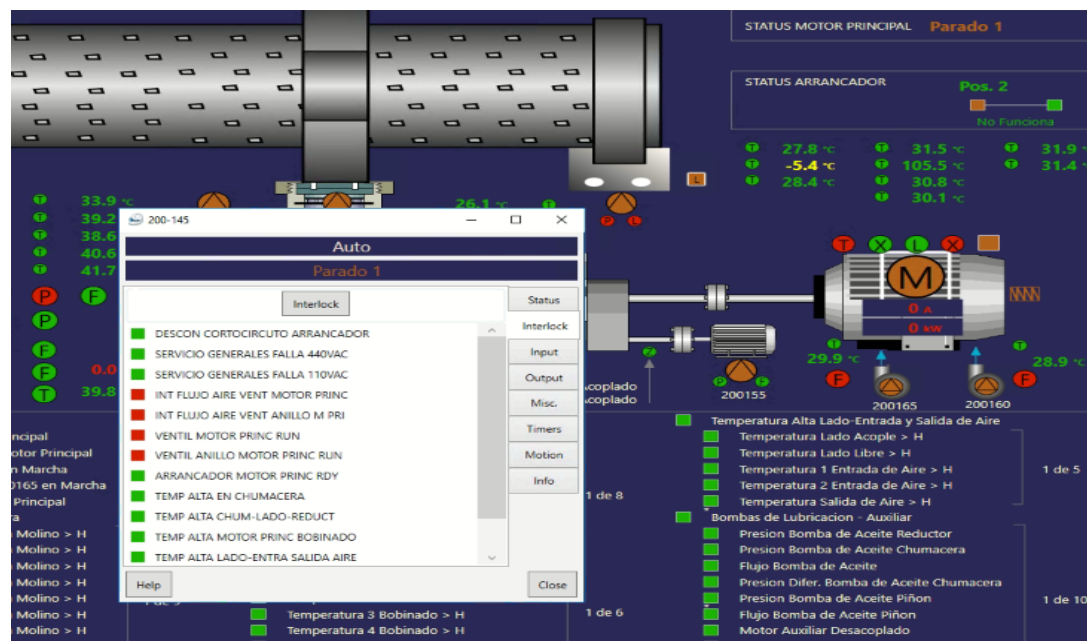 STATUS MOTOR PRINCIPAL Parado 1
STATUS ARRANCADOR Pos. 2
No Funciona
T 27.8 °C T 31.5 °C T 31.9
T -5.4 °C T 105.5 °C T 31.4
T 28.4 °C T 30.8 °C
T 30.1 °C
L
T 33.9 °C
T 39.2
T 38.6
T 40.6
T 41.7
26.1 °C
P F
P
F
F 0.0
T 39.8
P L
T X L X
M
0 A
0 kW
29.9 °C
28.9 °C
F
F
Z
P F
200155
200165
200160
Acoplado
coplado
200-145
Auto
Parado 1
Interlock
DESCON CORTOCIRCUTO ARRANCADOR
SERVICIO GENERALES FALLA 440VAC
SERVICIO GENERALES FALLA 110VAC
INT FLUJO AIRE VENT MOTOR PRINC
INT FLUJO AIRE VENT ANILLO M PRI
VENTIL MOTOR PRINC RUN
VENTIL ANILLO MOTOR PRINC RUN
ARRANCADOR MOTOR PRINC RDY
TEMP ALTA EN CHUMACERA
TEMP ALTA CHUM-LADO-REDUCT
TEMP ALTA MOTOR PRINC BOBINADO
TEMP ALTA LADO-ENTRA SALIDA AIRE
Status
Interlock
Input
Output
Misc.
Timers
Motion
Info
Help
Close
ncipal
otor Principal
n Marcha
0165 en Marcha
Principal
ra
Molino > H
Molino > H
Molino > H
Molino > H
Molino > H
Molino > H
Molino > H
1 de 8
Temperatura 3 Bobinado > H
Temperatura 4 Bobinado > H
1 de 6
Temperatura Alta Lado-Entrada y Salida de Aire
Temperatura Lado Acople > H
Temperatura Lado Libre > H
Temperatura 1 Entrada de Aire > H
Temperatura 2 Entrada de Aire > H
Temperatura Salida de Aire > H
1 de 5
Bombas de Lubricacion - Auxiliar
Presion Bomba de Aceite Reductor
Presion Bomba de Aceite Chumacera
Flujo Bomba de Aceite
Presion Difer. Bomba de Aceite Chumacera
Presion Bomba de Aceite Piñon
Flujo Bomba de Aceite Piñon
Motor Auxiliar Desacoplado
1 de 10